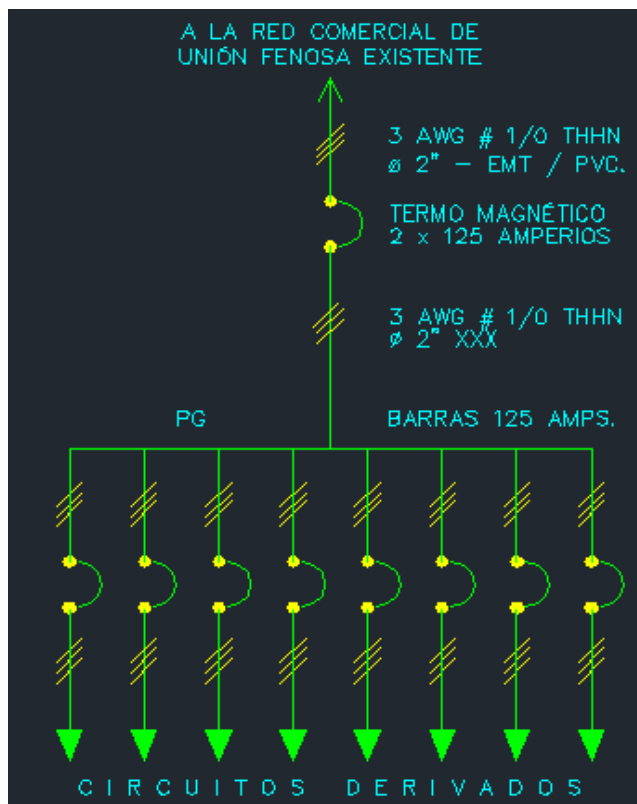 A LA RED COMERCIAL DE
UNIÓN FENOSA EXISTENTE
3 AWG # 1/0 THHN
ø 2" – EMT / PVC.
TERMO MAGNÉTICO
2 x 125 AMPERIOS
3 AWG # 1/0 THHN
ø 2" XXX
PG
BARRAS 125 AMPS.
CIRCUITOS DERIVADOS